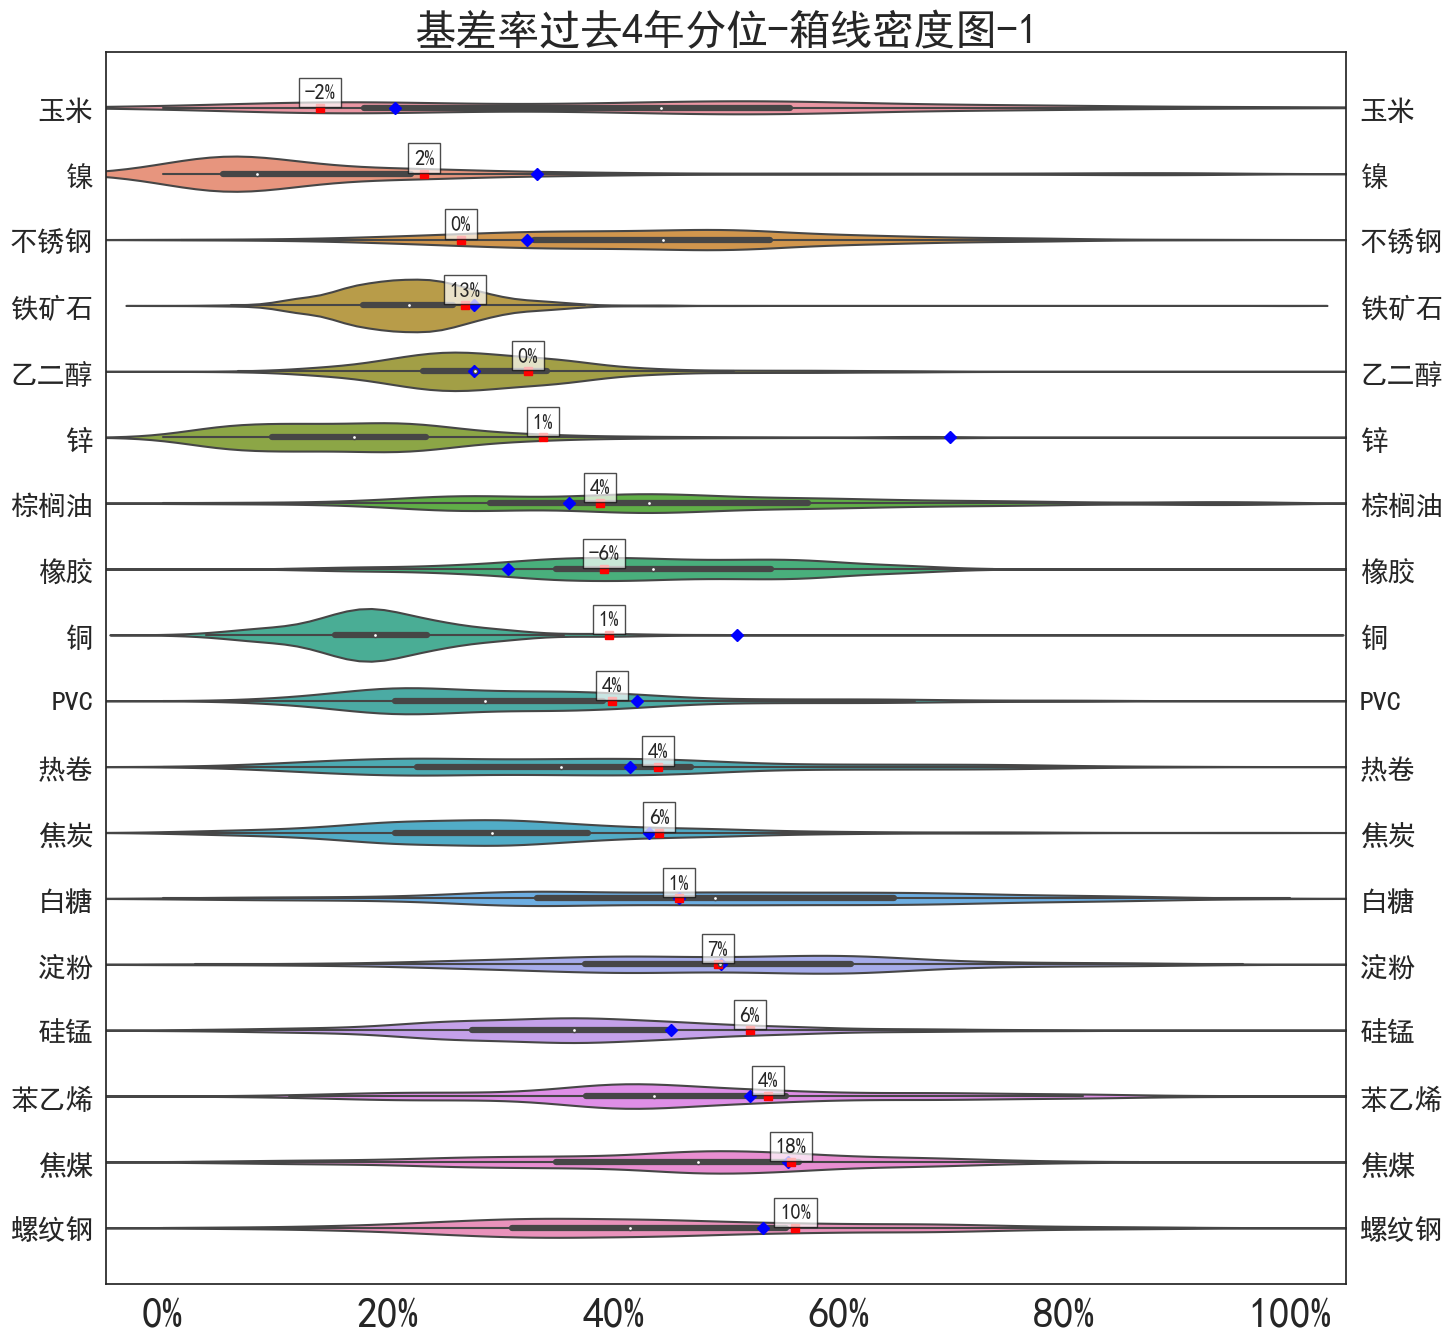 基差率过去4年分位-箱线密度图-1
玉米 -2% 玉米
镍 2% 镍
不锈钢 0% 不锈钢
铁矿石 13% 铁矿石
乙二醇 0% 乙二醇
锌 1% 锌
棕榈油 4% 棕榈油
橡胶 -6% 橡胶
铜 1% 铜
PVC 4% PVC
热卷 4% 热卷
焦炭 6% 焦炭
白糖 1% 白糖
淀粉 7% 淀粉
硅锰 6% 硅锰
苯乙烯 4% 苯乙烯
焦煤 18% 焦煤
螺纹钢 10% 螺纹钢
0% 20% 40% 60% 80% 100%